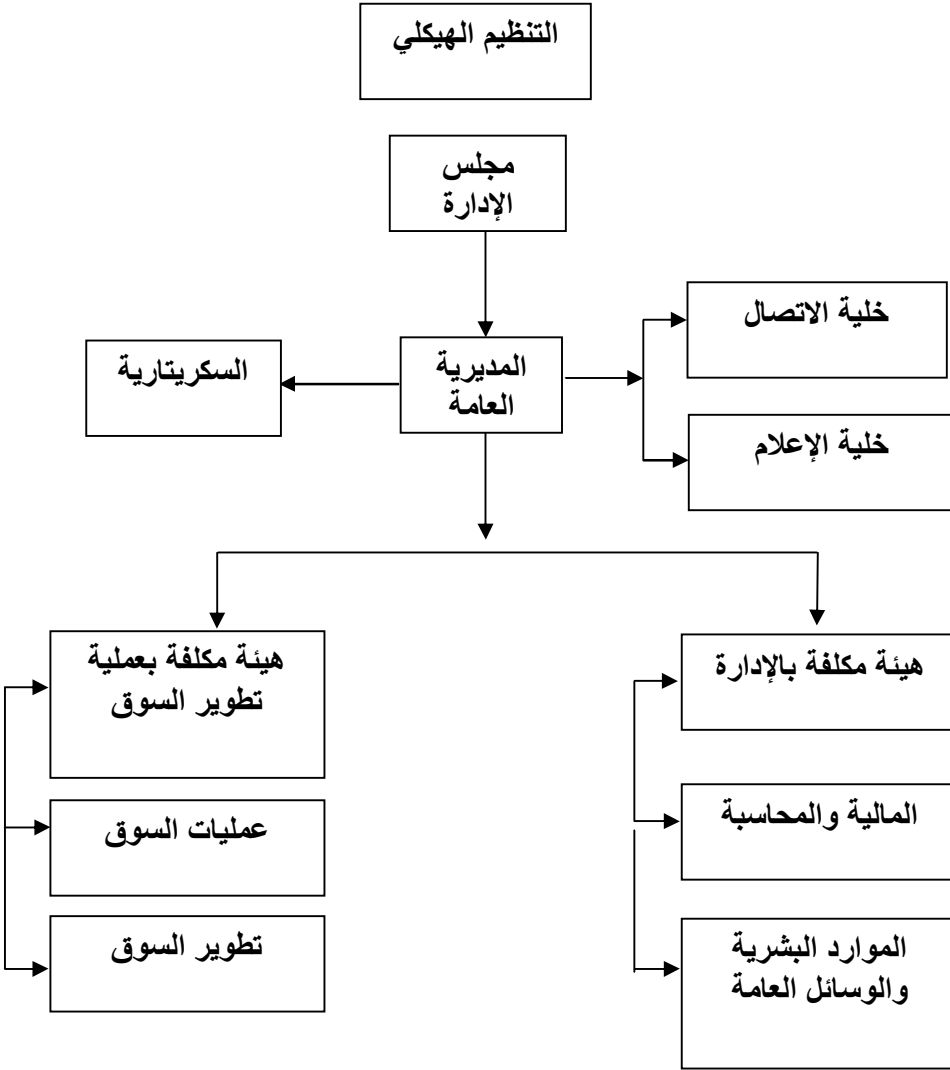 التنظيم الهيكلي
مجلس
الإدارة
خلية الاتصال
المديرية
العامة
السكريتارية
خلية الإعلام
هيئة مكلفة بالإدارة
المالية والمحاسبة
الموارد البشرية
والوسائل العامة
هيئة مكلفة بعملية
تطوير السوق
عمليات السوق
تطوير السوق